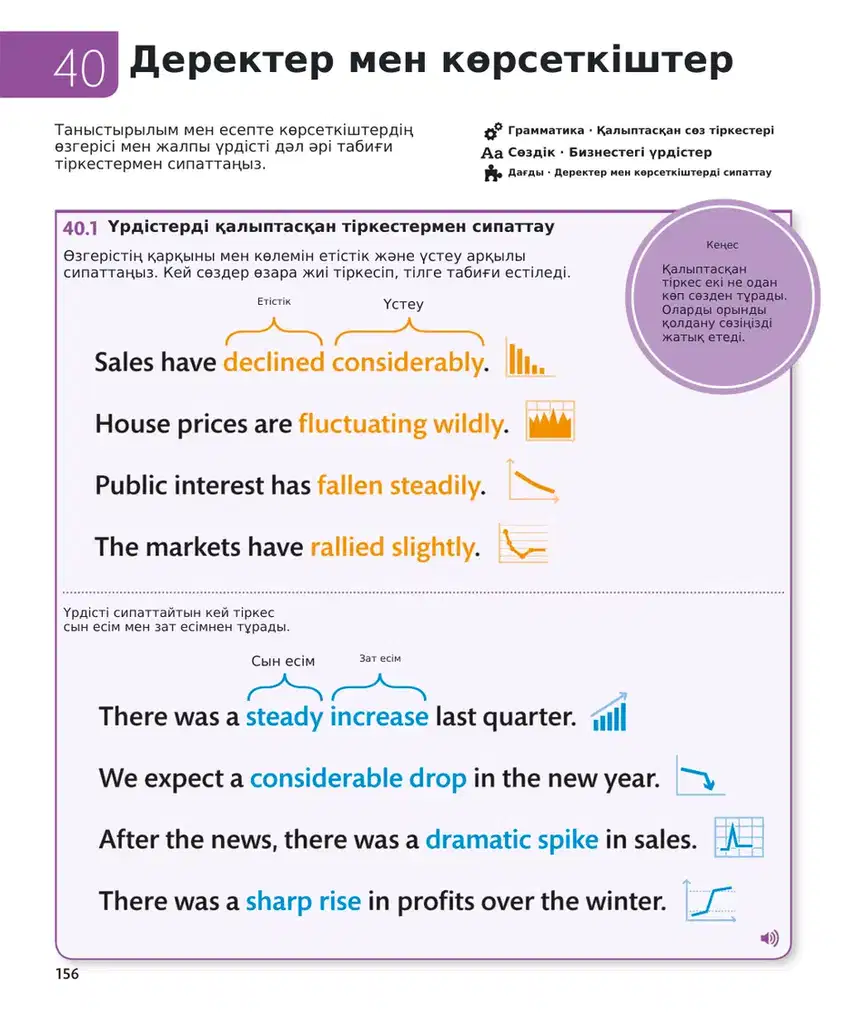 40 Деректер мен көрсеткіштер
Таныстырылым мен есепте көрсеткіштердің
өзгерісі мен жалпы үрдісті дәл әрі табиғи
тіркестермен сипаттаңыз.
Грамматика · Қалыптасқан сөз тіркестері
Aa Сөздік · Бизнестегі үрдістер
Дағды · Деректер мен көрсеткіштерді сипаттау
40.1 Үрдістерді қалыптасқан тіркестермен сипаттау
Өзгерістің қарқыны мен көлемін етістік және үстеу арқылы
сипаттаңыз. Кей сөздер өзара жиі тіркесіп, тілге табиғи естіледі.
Кеңес
Қалыптасқан
тіркес екі не одан
көп сөзден тұрады.
Оларды орынды
қолдану сөзіңізді
жатық етеді.
Етістік Үстеу
Sales have declined considerably.
House prices are fluctuating wildly.
Public interest has fallen steadily.
The markets have rallied slightly.
Үрдісті сипаттайтын кей тіркес
сын есім мен зат есімнен тұрады.
Сын есім Зат есім
There was a steady increase last quarter.
We expect a considerable drop in the new year.
After the news, there was a dramatic spike in sales.
There was a sharp rise in profits over the winter.
156